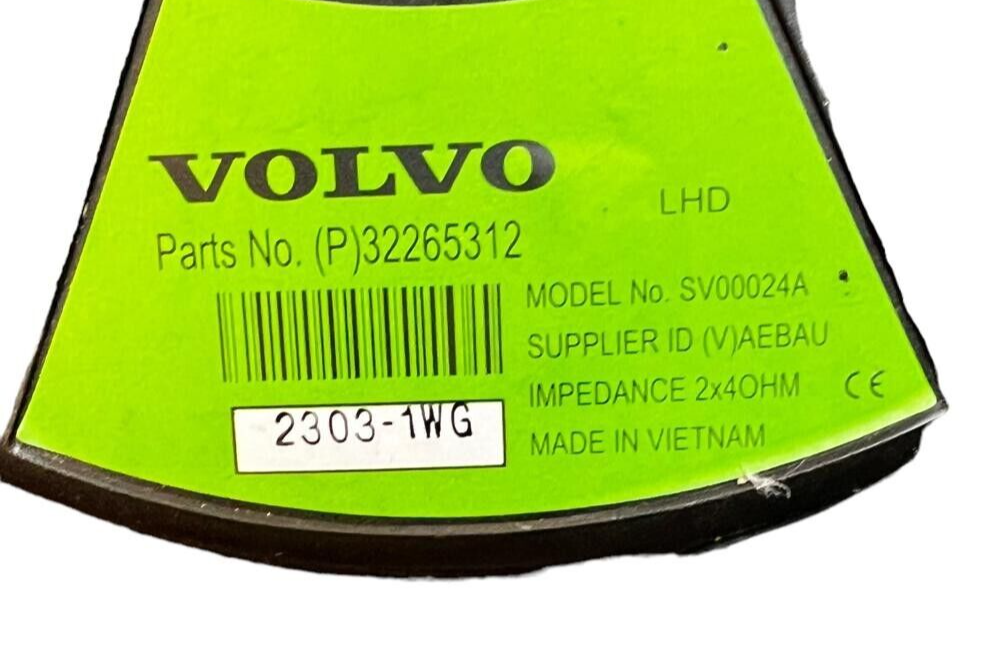 VOLVO
LHD
Parts No. (P)32265312
MODEL No. SV00024A
SUPPLIER ID (V)AEBAU
IMPEDANCE 2x4OHM CE
2303-1WG
MADE IN VIETNAM